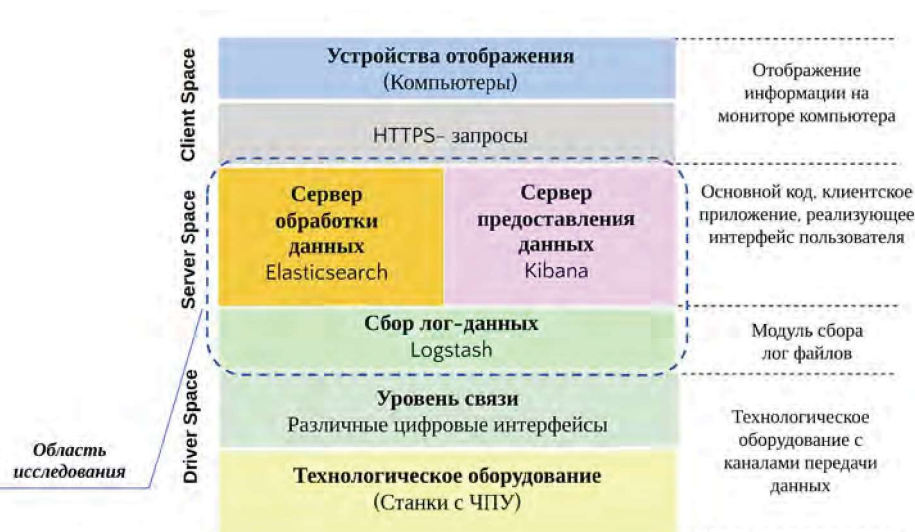 Client Space
Устройства отображения
(Компьютеры)
HTTPS– запросы
Отображение
информации на
мониторе компьютера
Server Space
Сервер
обработки
данных
Elasticsearch
Сервер
предоставления
данных
Kibana
Основной код, клиентское
приложение, реализующее
интерфейс пользователя
Сбор лог-данных
Logstash
Модуль сбора
лог файлов
Driver Space
Уровень связи
Различные цифровые интерфейсы
Технологическое оборудование
(Станки с ЧПУ)
Технологическое
оборудование с
каналами передачи
данных
Область
исследования